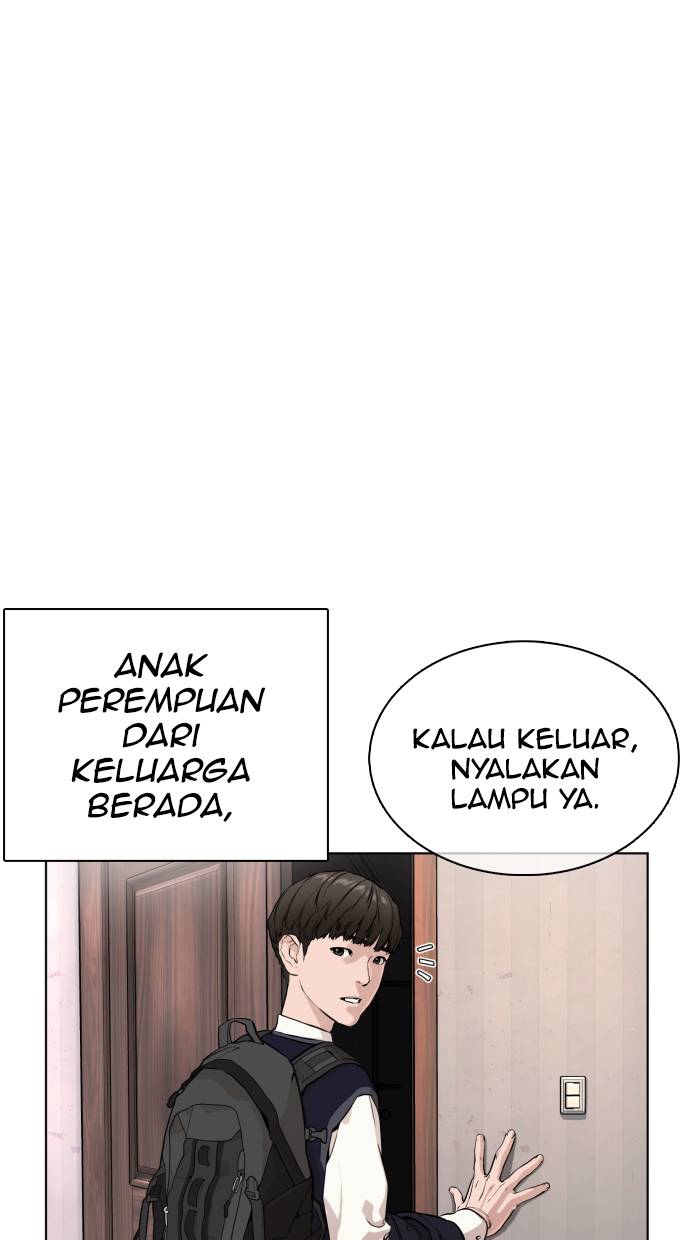 ANAK
PEREMPUAN
DARI
KELUARGA
BERADA,
KALAU KELUAR,
NYALAKAN
LAMPU YA.